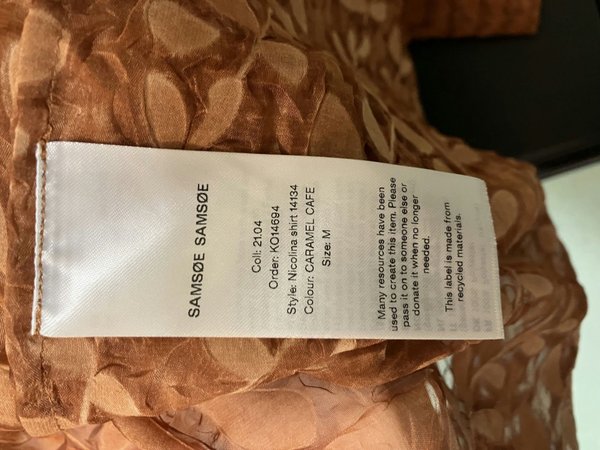 SAMSØE SAMSØE
Coll: 21.04
Order: KO14694
Style: Nicolina shirt 14134
Colour: CARAMEL CAFE
Size: M
Many resources have been
used to create this item. Please
pass it on to someone else or
donate it when no longer
needed.
This label is made from
recycled materials.